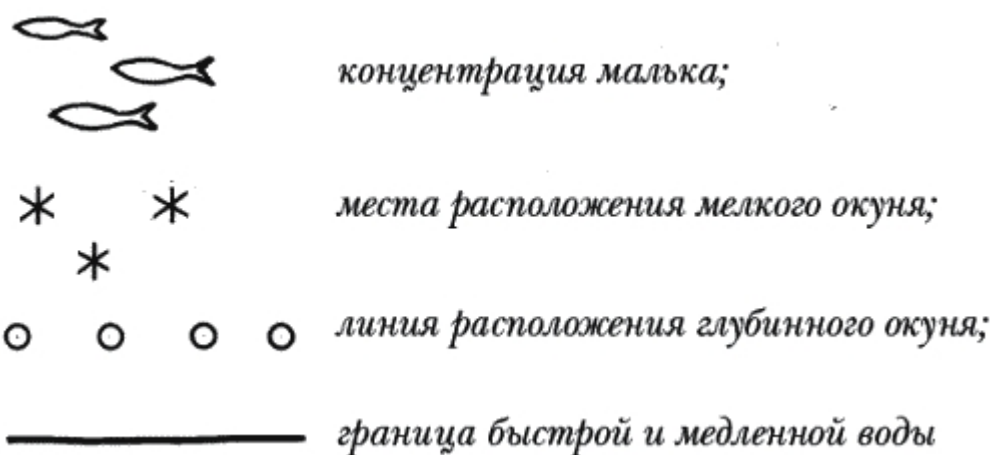 концентрация малька;
места расположения мелкого окуня;
линия расположения глубинного окуня;
граница быстрой и медленной воды